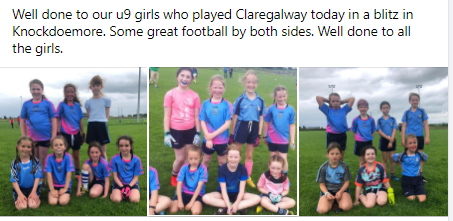 Well done to our u9 girls who played Claregalway today in a blitz in
Knockdoemore. Some great football by both sides. Well done to all
the girls.